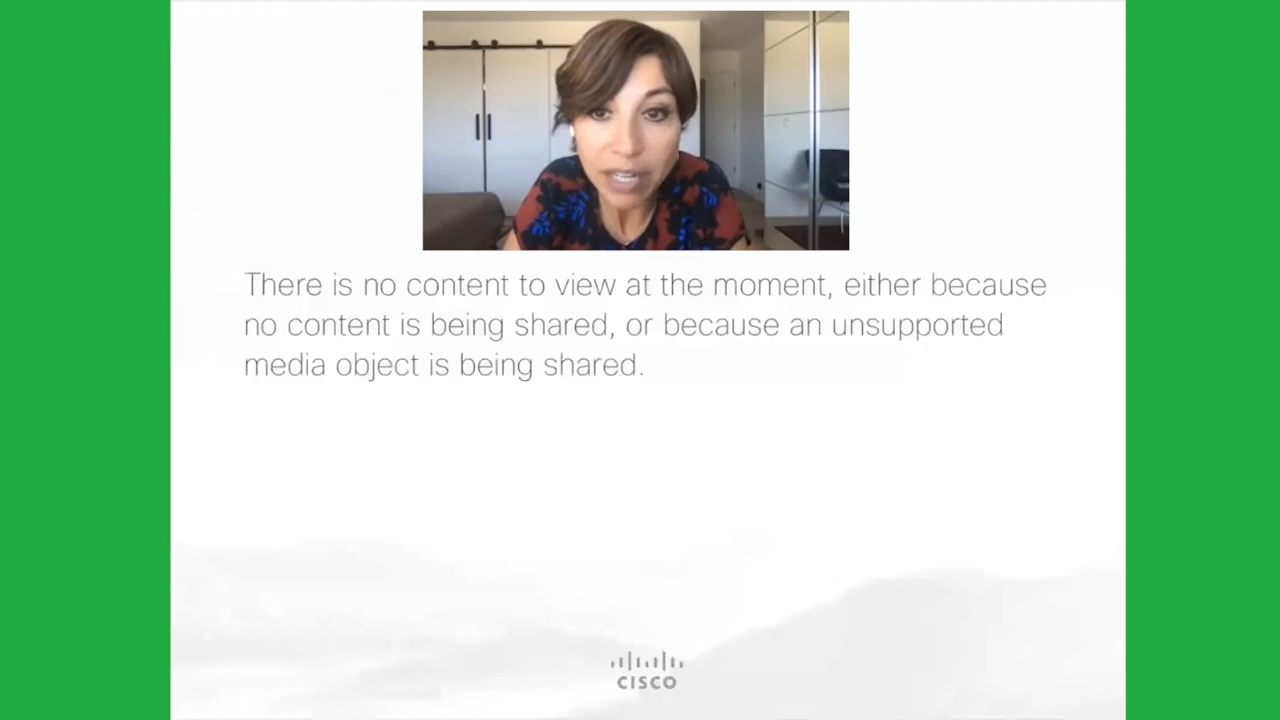 There is no content to view at the moment, either because
no content is being shared, or because an unsupported
media object is being shared.
CISCO